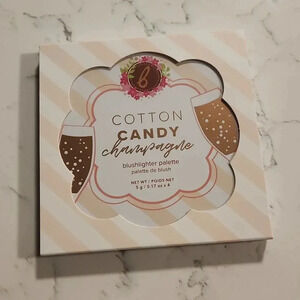 b
COTTON
CANDY
champagne
blushlighter palette
palette de blush
NET WT / POIDS NET
5 g / 0.17 oz x 4